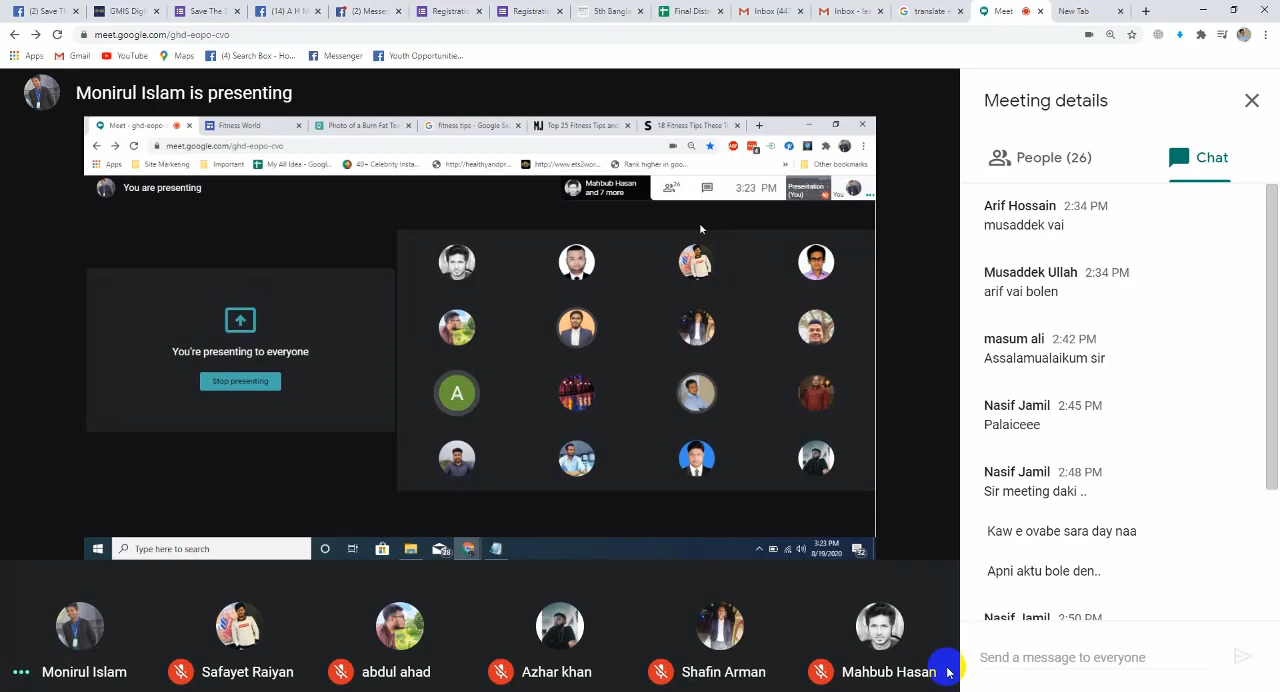 (2) Save Th
GMIS Digi
Save The S
(14) A H M
(2) Messer
Registratio
Registratio
5th Bangla
Final Distri
Inbox (447
Inbox - lea
translate e
Meet
New Tab
meet.google.com/ghd-eopo-cvo
Apps
Gmail
YouTube
Maps
(4) Search Box - Ho...
Messenger
Youth Opportunitie...
Monirul Islam is presenting
Meet - ghd-eopo-
Fitness World
Photo of a Burn Fat Tex
fitness tips - Google Se
Top 25 Fitness Tips and
18 Fitness Tips These T
meet.google.com/ghd-eopo-cvo
Apps
Site Marketing
Important
My All Idea - Googl...
40+ Celebrity Insta...
http://healthyandpr...
http://www.ets2wor...
Rank higher in goo...
Other bookmarks
You are presenting
Mahbub Hasan
and 7 more
26
3:23 PM
Presentation
(You)
You
You're presenting to everyone
Stop presenting
A
Type here to search
28
3:23 PM
8/19/2020
32
Monirul Islam
Safayet Raiyan
abdul ahad
Azhar khan
Shafin Arman
Mahbub Hasan
Meeting details
People (26)
Chat
Arif Hossain 2:34 PM
musaddek vai
Musaddek Ullah 2:34 PM
arif vai bolen
masum ali 2:42 PM
Assalamualaikum sir
Nasif Jamil 2:45 PM
Palaiceee
Nasif Jamil 2:48 PM
Sir meeting daki ..
Kaw e ovabe sara day naa
Apni aktu bole den..
Nasif Jamil 2:50 PM
Send a message to everyone